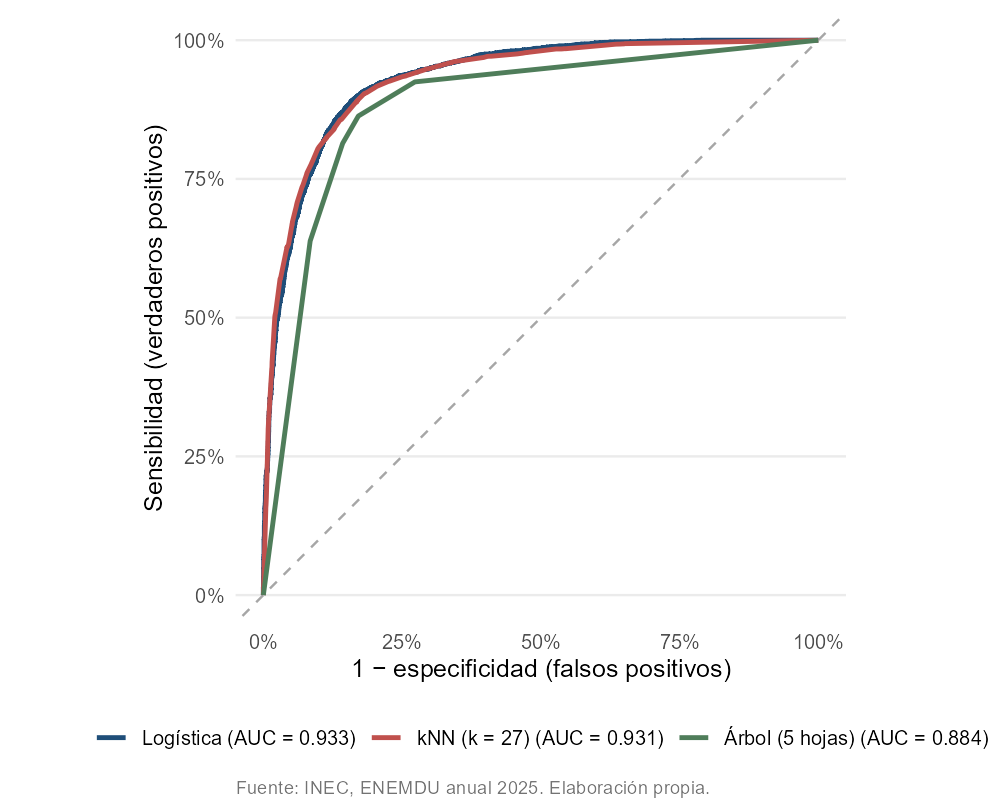 100%
75%
50%
25%
0%
Sensibilidad (verdaderos positivos)
0% 25% 50% 75% 100%
1 − especificidad (falsos positivos)
Logística (AUC = 0.933) kNN (k = 27) (AUC = 0.931) Árbol (5 hojas) (AUC = 0.884)
Fuente: INEC, ENEMDU anual 2025. Elaboración propia.